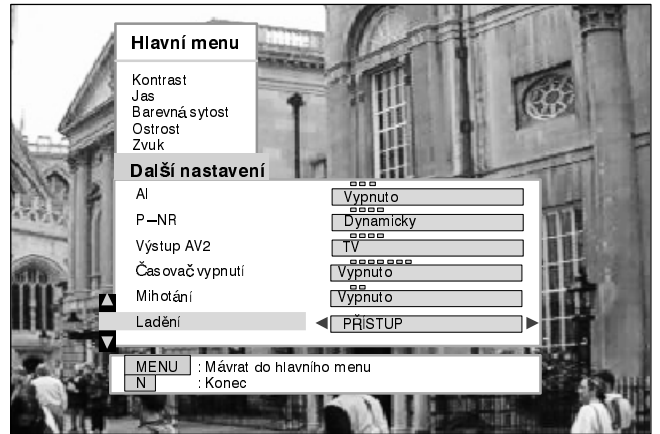 Hlavní menu
Kontrast
Jas
Barevná sytost
Ostrost
Zvuk
Další nastavení
AI Vypnuto
P-NR Dynamicky
Výstup AV2 TV
Časovač vypnutí Vypnuto
Mihotání Vypnuto
Ladění PŘÍSTUP
MENU : Mávrat do hlavního menu
N : Konec